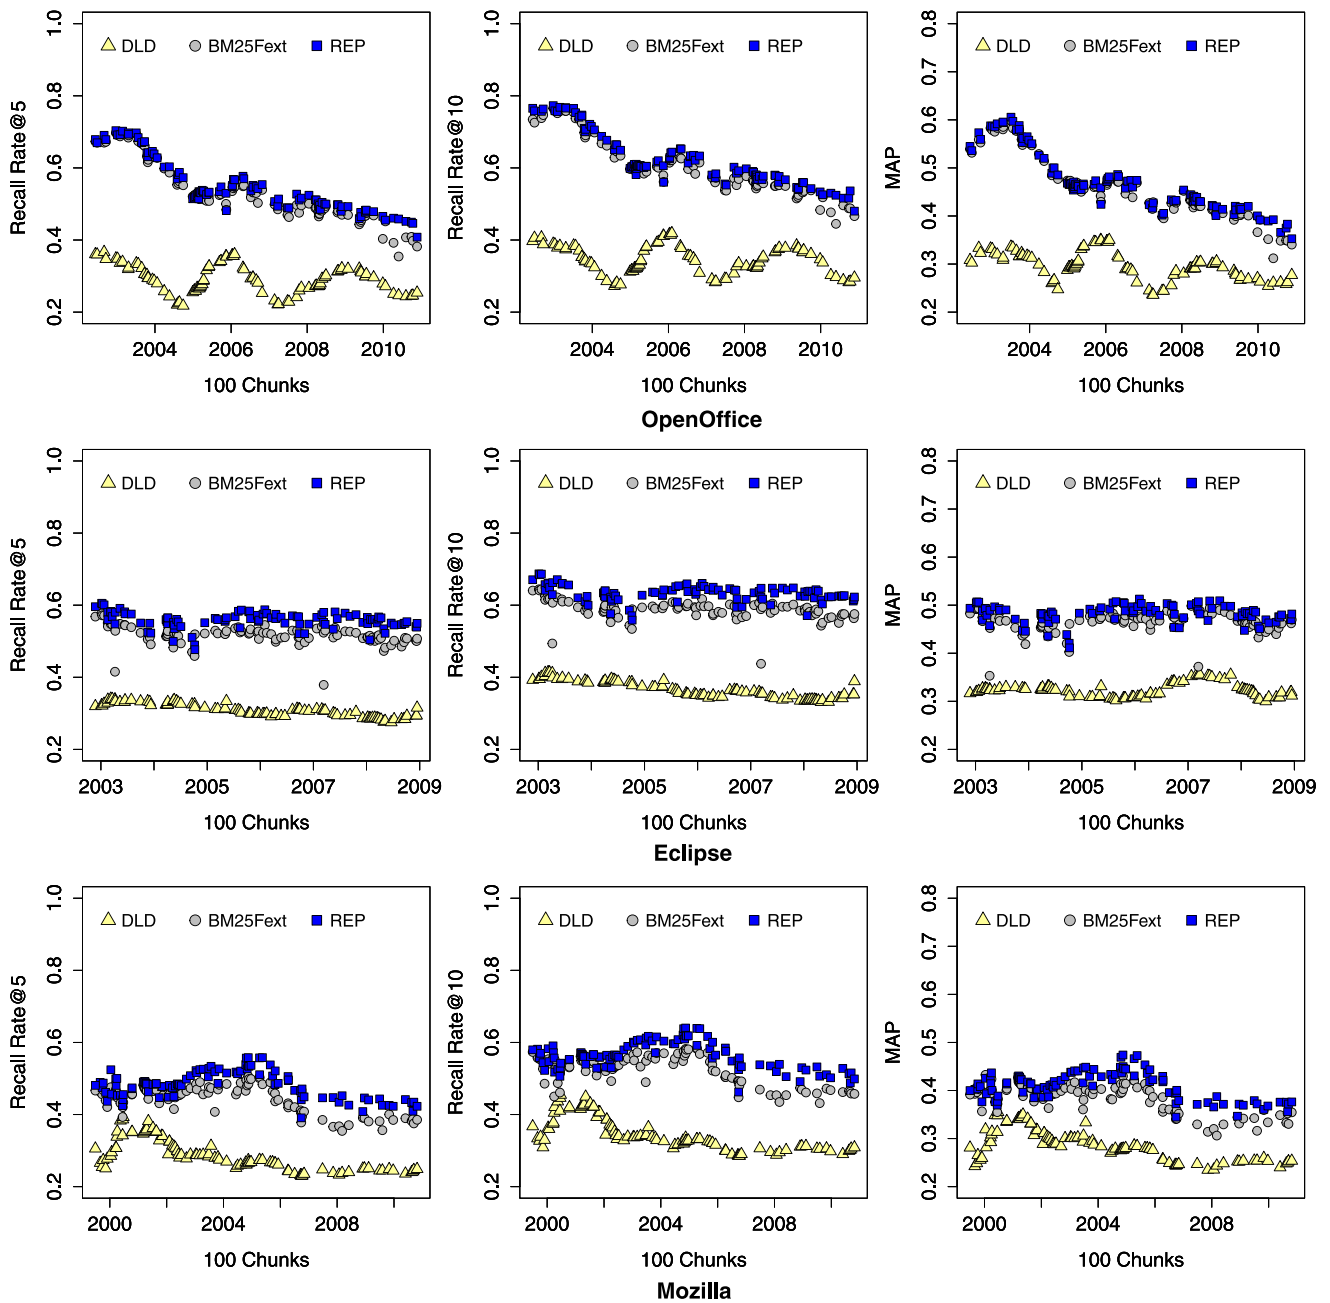 Recall Rate@5
1.0
0.8
0.6
0.4
0.2
DLD BM25Fext REP
2004 2006 2008 2010
100 Chunks
Recall Rate@10
1.0
0.8
0.6
0.4
0.2
DLD BM25Fext REP
2004 2006 2008 2010
100 Chunks
MAP
0.8
0.7
0.6
0.5
0.4
0.3
0.2
DLD BM25Fext REP
2004 2006 2008 2010
100 Chunks
OpenOffice
Recall Rate@5
1.0
0.8
0.6
0.4
0.2
DLD BM25Fext REP
2003 2005 2007 2009
100 Chunks
Recall Rate@10
1.0
0.8
0.6
0.4
0.2
DLD BM25Fext REP
2003 2005 2007 2009
100 Chunks
MAP
0.8
0.7
0.6
0.5
0.4
0.3
0.2
DLD BM25Fext REP
2003 2005 2007 2009
100 Chunks
Eclipse
Recall Rate@5
1.0
0.8
0.6
0.4
0.2
DLD BM25Fext REP
2000 2004 2008
100 Chunks
Recall Rate@10
1.0
0.8
0.6
0.4
0.2
DLD BM25Fext REP
2000 2004 2008
100 Chunks
MAP
0.8
0.7
0.6
0.5
0.4
0.3
0.2
DLD BM25Fext REP
2000 2004 2008
100 Chunks
Mozilla